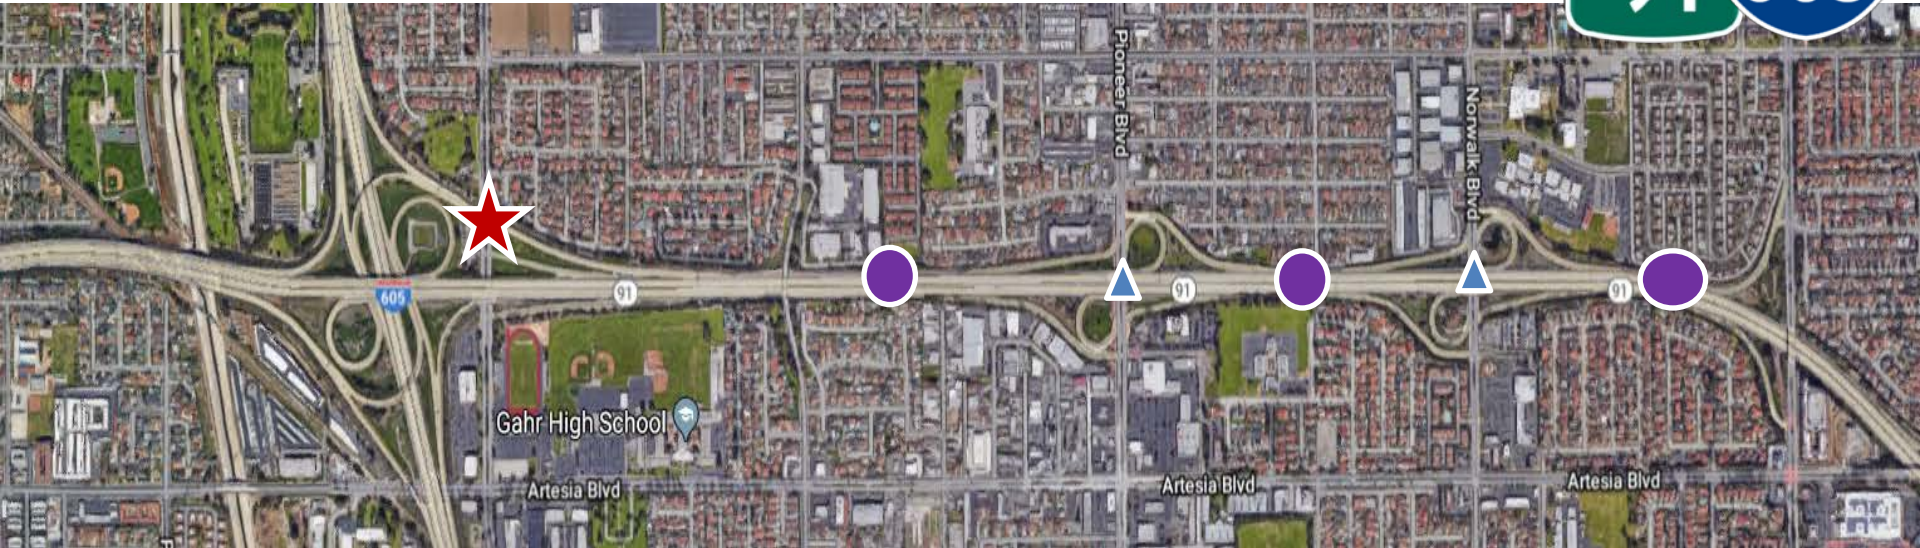 Pioneer Blvd
Norwalk Blvd
605
91
91
91
Gahr High School
Artesia Blvd
Artesia Blvd
Artesia Blvd